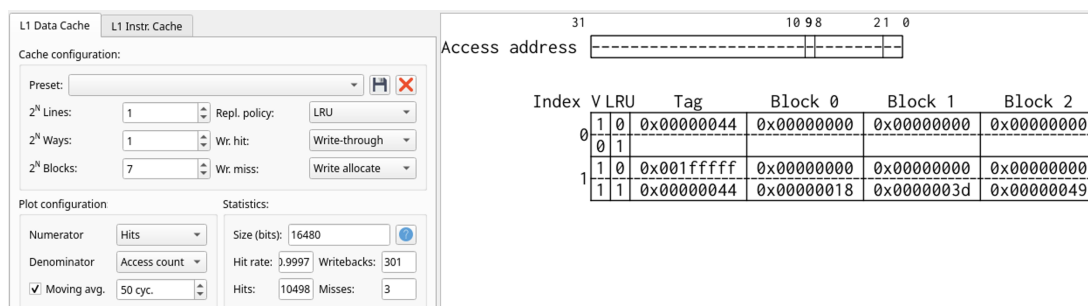 L1 Data Cache
L1 Instr. Cache
Cache configuration:
Preset:
2^N Lines: 1 Repl. policy: LRU
2^N Ways: 1 Wr. hit: Write-through
2^N Blocks: 7 Wr. miss: Write allocate
Plot configuration:
Numerator Hits
Denominator Access count
Moving avg. 50 cyc.
Statistics:
Size (bits): 16480
Hit rate: 0.9997 Writebacks: 301
Hits: 10498 Misses: 3
31 10 9 8 2 1 0
Access address
Index V LRU Tag Block 0 Block 1 Block 2
0 1 0 0x00000044 0x00000000 0x00000000 0x00000000
0 1
1 1 0 0x001fffff 0x00000000 0x00000000 0x00000000
1 1 0x00000044 0x00000018 0x0000003d 0x00000049